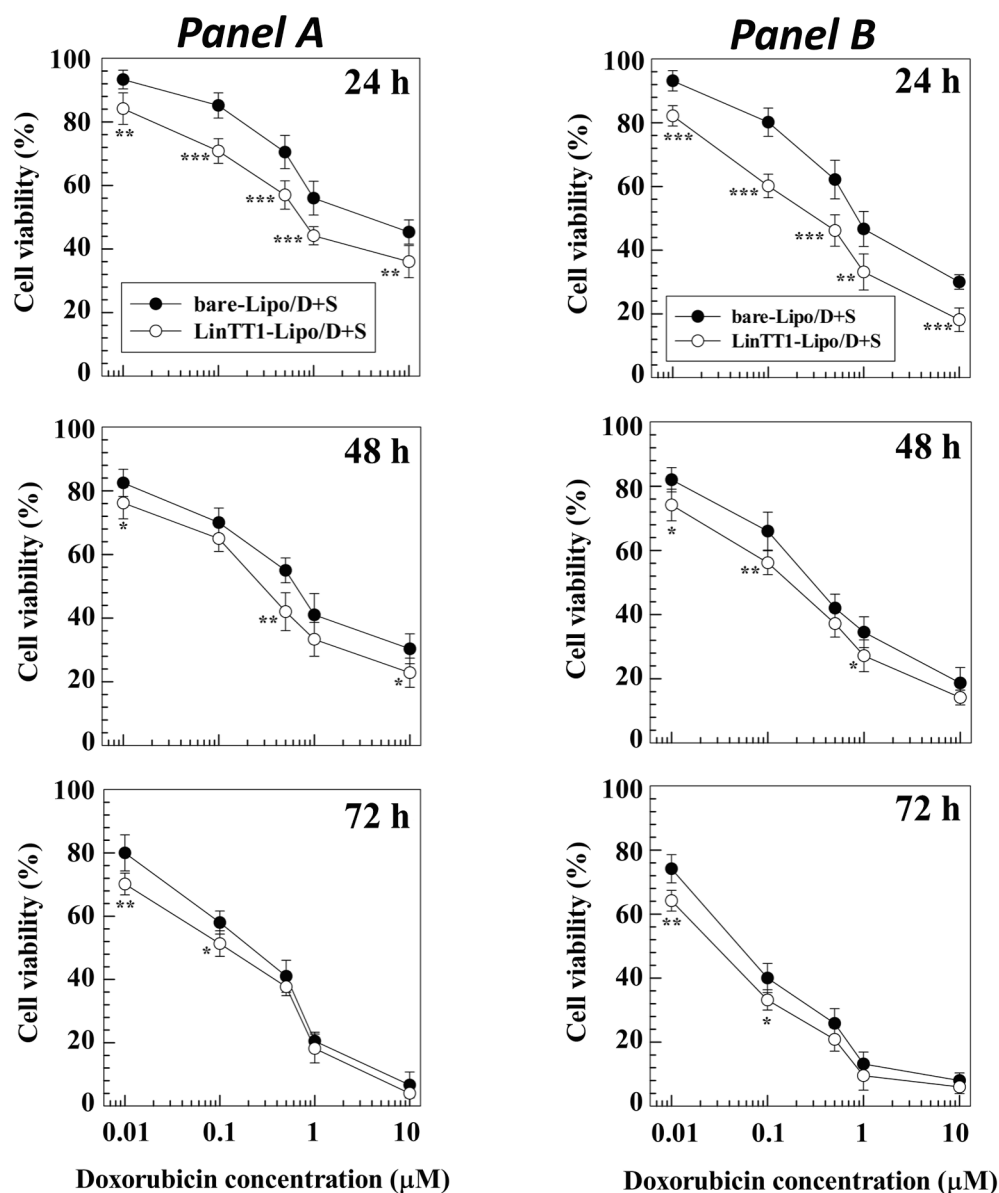 Panel A
Panel B
100
80
60
40
20
0
Cell viability (%)
24 h
**
***
***
***
**
bare-Lipo/D+S
LinTT1-Lipo/D+S
100
80
60
40
20
0
Cell viability (%)
24 h
***
***
***
**
***
bare-Lipo/D+S
LinTT1-Lipo/D+S
100
80
60
40
20
0
Cell viability (%)
48 h
*
**
*
100
80
60
40
20
0
Cell viability (%)
48 h
*
**
*
100
80
60
40
20
0
Cell viability (%)
72 h
**
*
0.01 0.1 1 10
Doxorubicin concentration (μM)
100
80
60
40
20
0
Cell viability (%)
72 h
**
*
0.01 0.1 1 10
Doxorubicin concentration (μM)